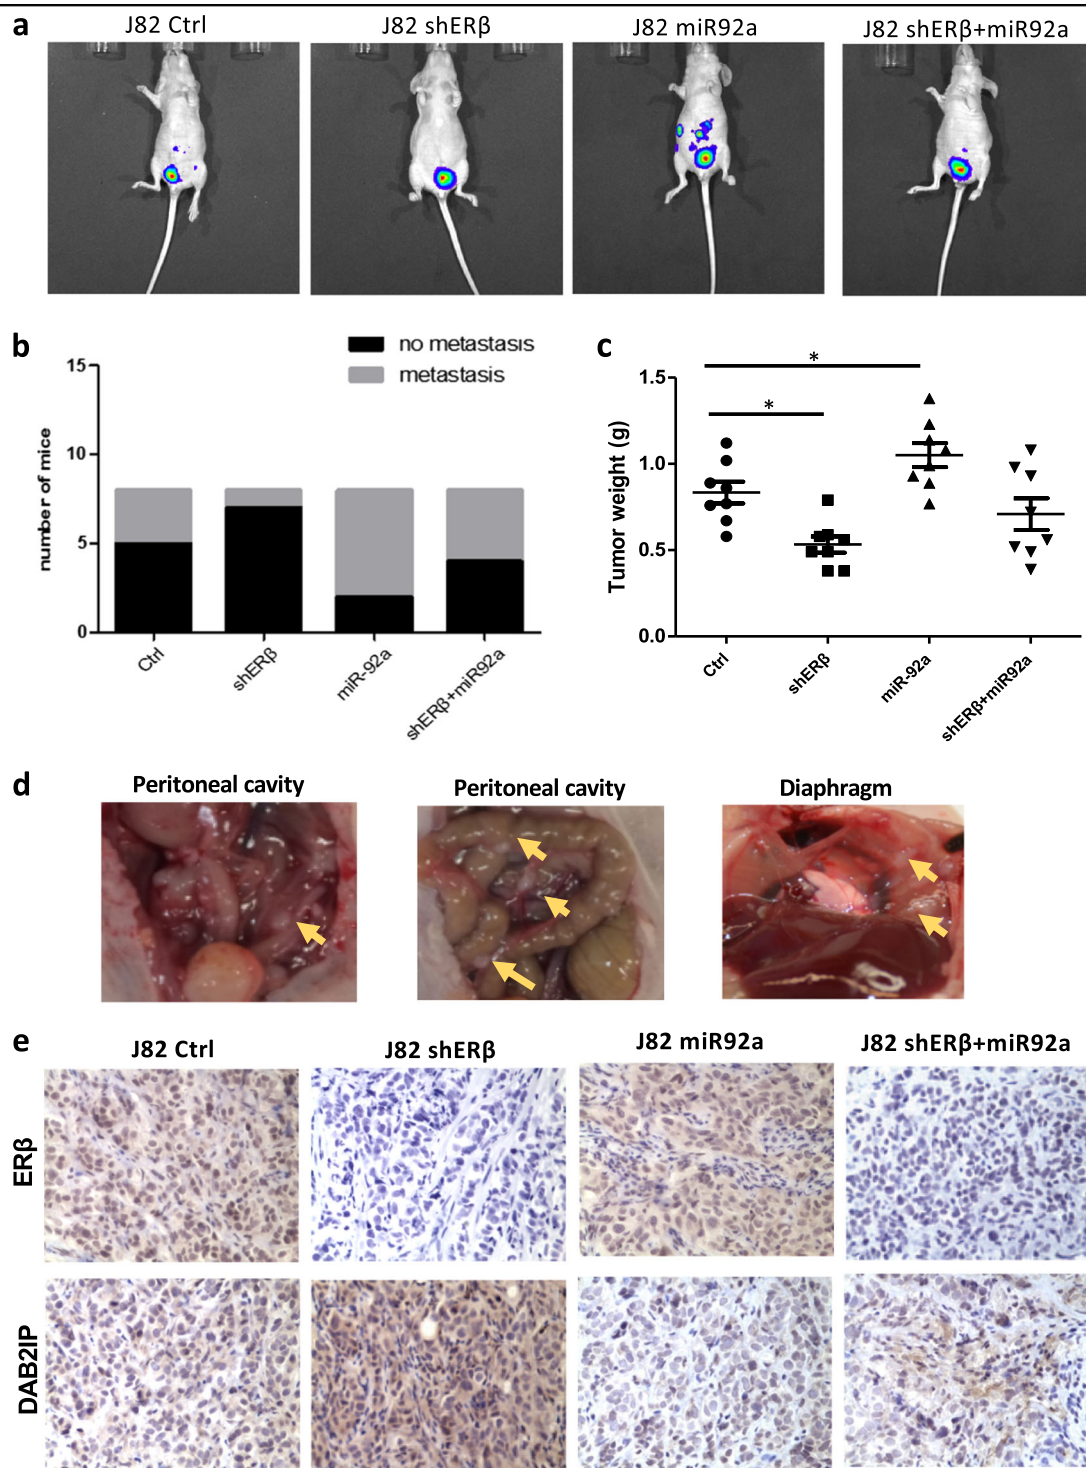 a
J82 Ctrl
J82 shERβ
J82 miR92a
J82 shERβ+miR92a
b
no metastasis
metastasis
15
10
5
0
number of mice
Ctrl
shERβ
miR-92a
shERβ+miR92a
c
*
*
1.5
1.0
0.5
0.0
Tumor weight (g)
Ctrl
shERβ
miR-92a
shERβ+miR92a
d
Peritoneal cavity
Peritoneal cavity
Diaphragm
e
J82 Ctrl
J82 shERβ
J82 miR92a
J82 shERβ+miR92a
ERβ
DAB2IP